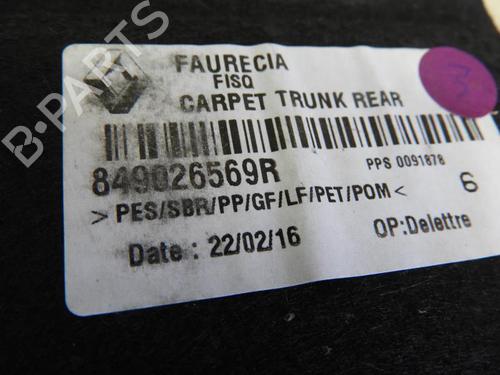 FAURECIA
FISQ
CARPET TRUNK REAR
3
849026569R
PPS 0091878
> PES/SBR/PP/GF/LF/PET/POM <
6
Date : 22/02/16
OP:Delettre
B-PARTS